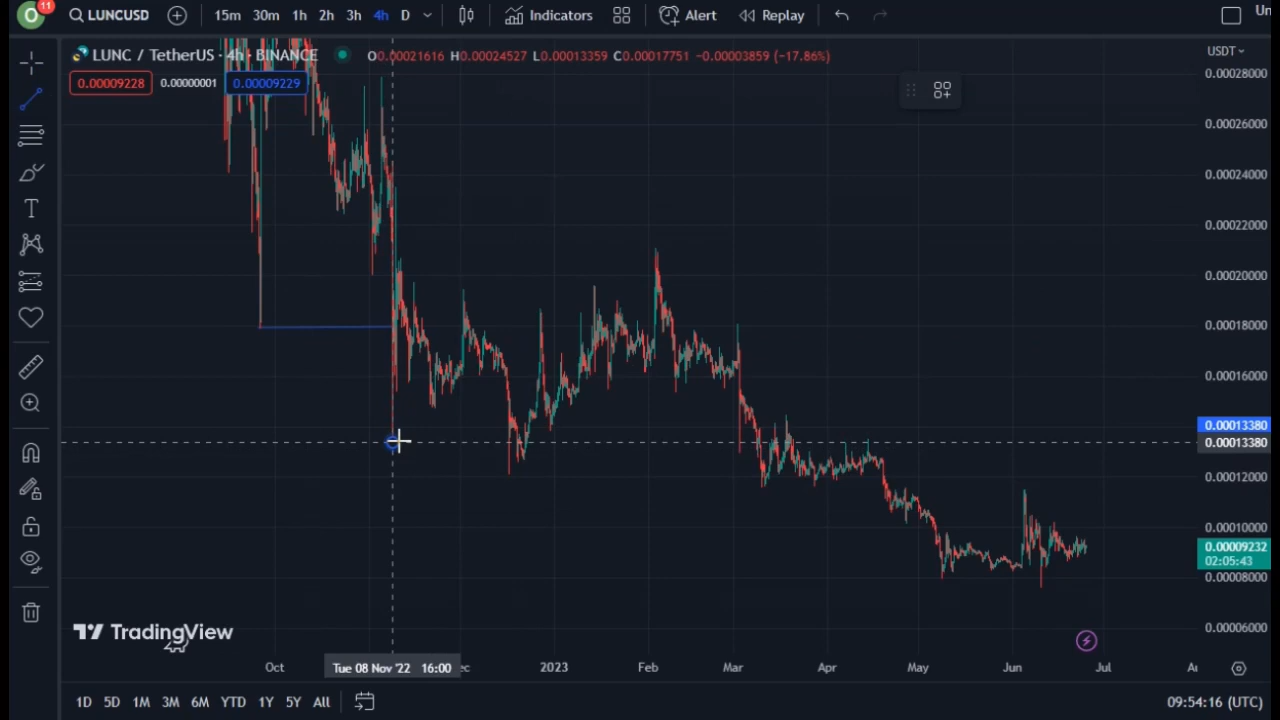 O 11 LUNCUSD 15m 30m 1h 2h 3h 4h D Indicators Alert Replay Un
LUNC / TetherUS · 4h · BINANCE O0.00021616 H0.00024527 L0.00013359 C0.00017751 −0.00003859 (−17.86%) USDT
0.00009228 0.00000001 0.00009229
0.00028000
0.00026000
0.00024000
0.00022000
0.00020000
0.00018000
0.00016000
0.00013380
0.00013380
0.00012000
0.00010000
0.00009232
02:05:43
0.00008000
0.00006000
TradingView
Oct Tue 08 Nov '22 16:00 ec 2023 Feb Mar Apr May Jun Jul
1D 5D 1M 3M 6M YTD 1Y 5Y All 09:54:16 (UTC)